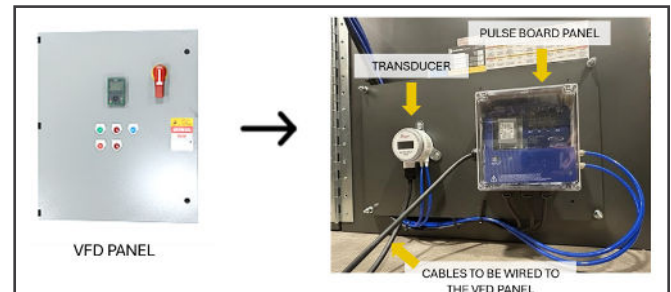 PULSE BOARD PANEL
TRANSDUCER
VFD PANEL
CABLES TO BE WIRED TO
THE VFD PANEL